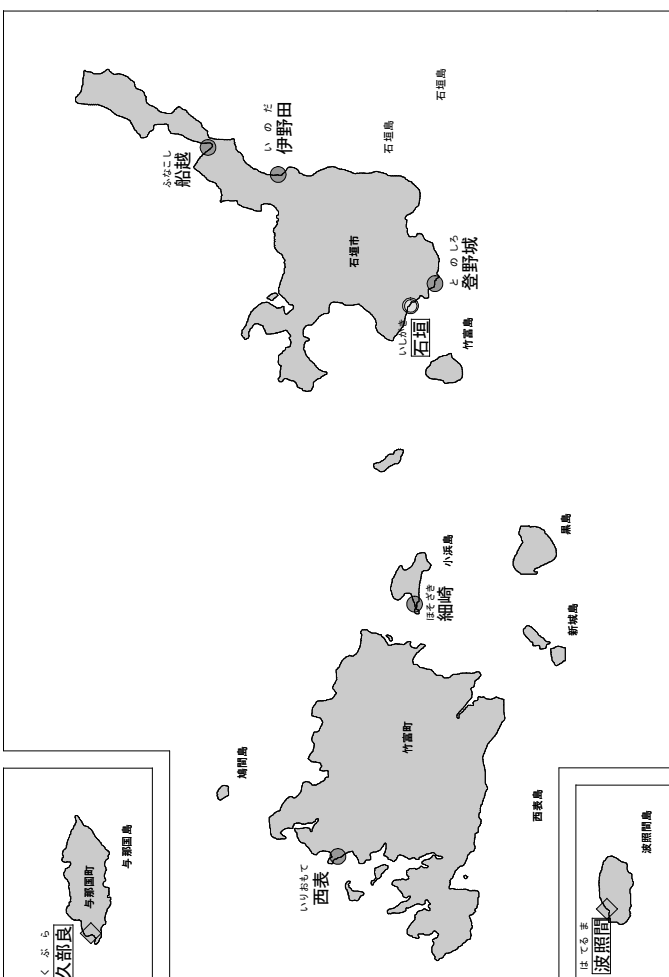 ふなこし
船越
いのだ
伊野田
石垣島
石垣島
石垣市
とのしろ
登野城
いしがき
石垣
竹富島
小浜島
ほそざき
細崎
黒島
新城島
竹富町
鳩間島
西表島
いりおもて
西表
与那国島
与那国町
くぶら
久部良
波照間島
はてるま
波照間